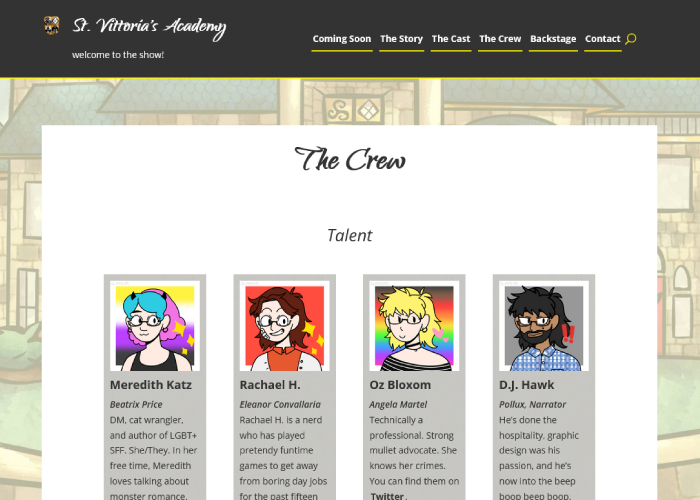 St. Vittoria's Academy
welcome to the show!
Coming Soon The Story The Cast The Crew Backstage Contact
S
The Crew
Talent
Meredith Katz
Beatrix Price
DM, cat wrangler,
and author of LGBT+
SFF. She/They. In her
free time, Meredith
loves talking about
monster romance,
Rachael H.
Eleanor Convallaria
Rachael H. is a nerd
who has played
pretendy funtime
games to get away
from boring day jobs
for the past fifteen
Oz Bloxom
Angela Martel
Technically a
professional. Strong
mullet advocate. She
knows her crimes.
You can find them on
Twitter .
D.J. Hawk
Pollux, Narrator
He's done the
hospitality, graphic
design was his
passion, and he's
now into the beep
boop beep boop